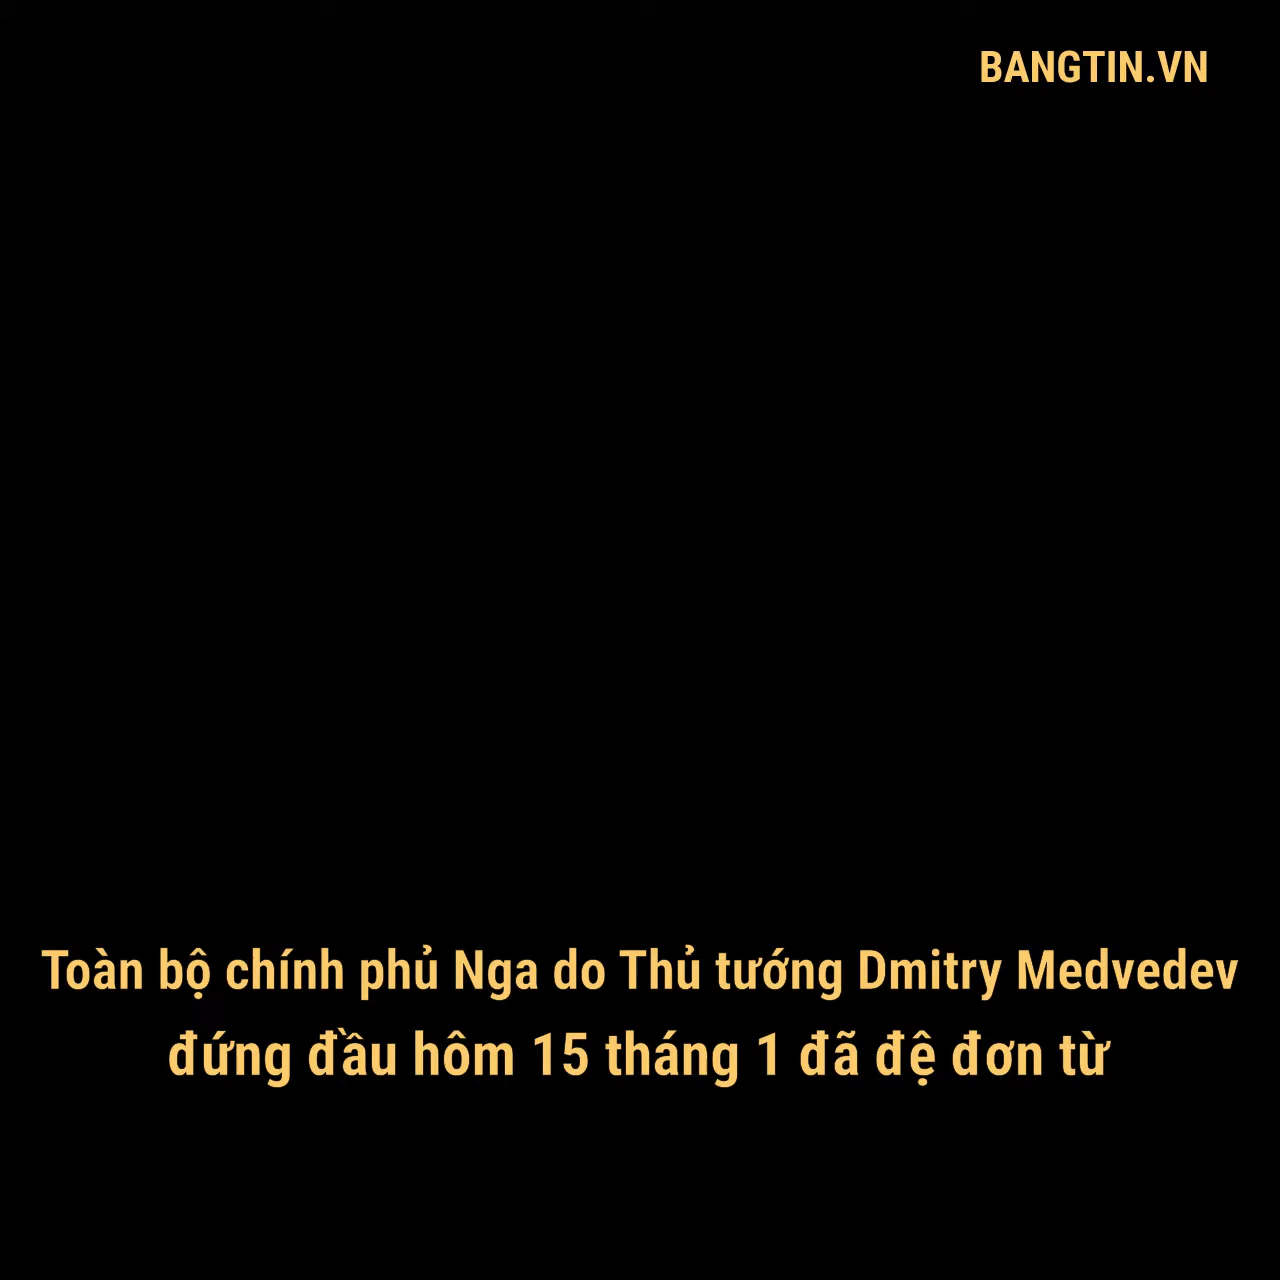 BANGTIN.VN
Toàn bộ chính phủ Nga do Thủ tướng Dmitry Medvedev
đứng đầu hôm 15 tháng 1 đã đệ đơn từ